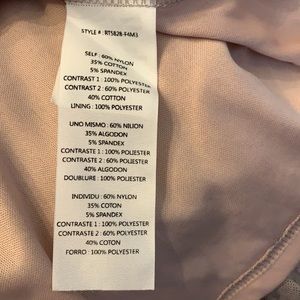 STYLE # : RT5828-F4M3
SELF : 60% NYLON
35% COTTON
5% SPANDEX
CONTRAST 1 : 100% POLYESTER
CONTRAST 2 : 60% POLYESTER
40% COTTON
LINING : 100% POLYESTER
UNO MISMO : 60% NILION
35% ALGODON
5% SPANDEX
CONTRASTE 1 : 100% POLIESTER
CONTRASTE 2 : 60% POLIESTER
40% ALGODON
DOUBLURE : 100% POLIESTER
INDIVIDU : 60% NYLON
35% COTON
5% SPANDEX
CONTRASTE 1 : 100% POLYESTER
CONTRASTE 2 : 60% POLYESTER
40% COTON
FORRO : 100% POLYESTER